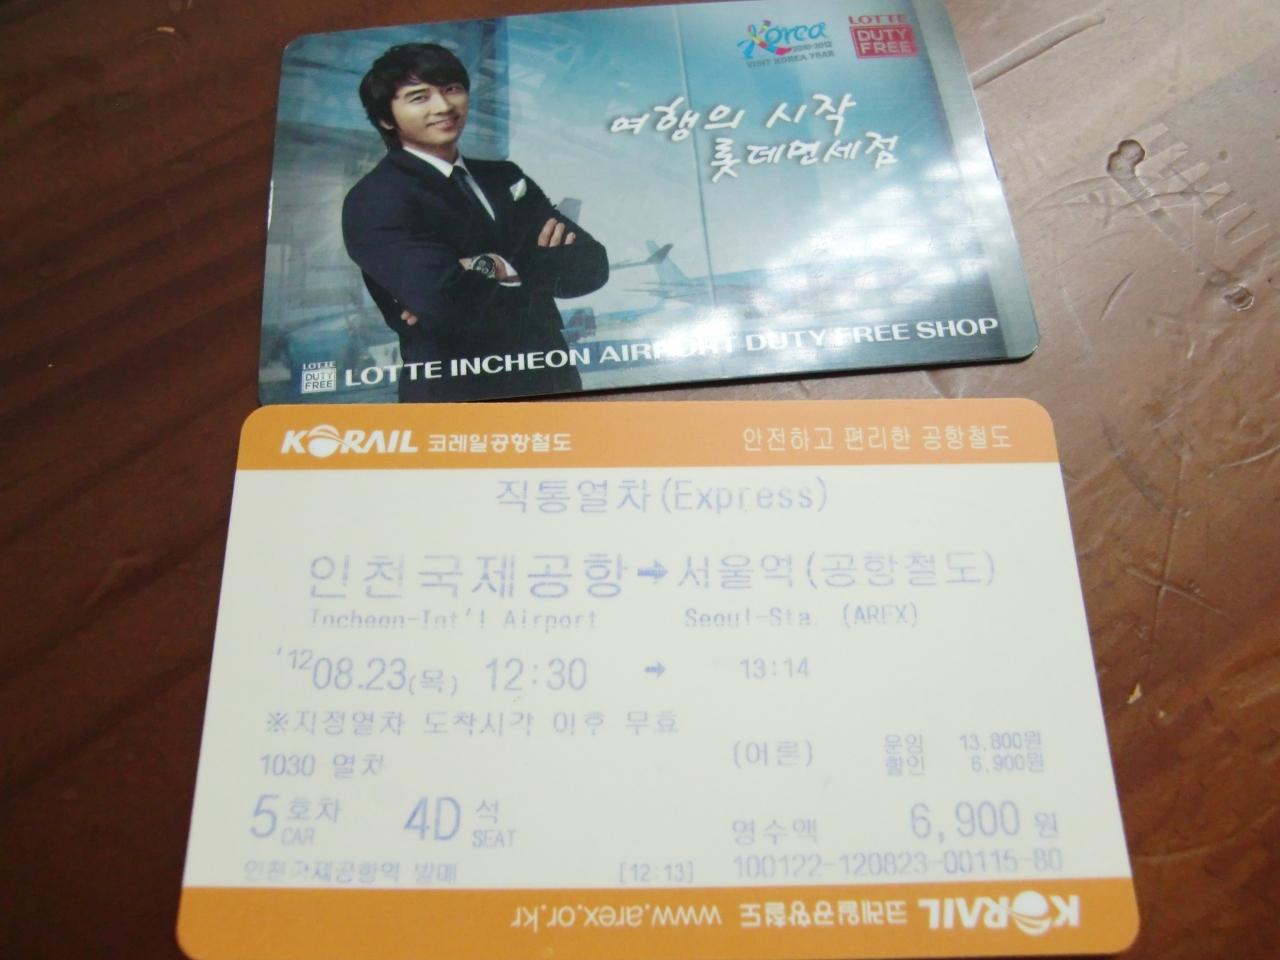 Korea
2010-2012
VISIT KOREA YEAR
LOTTE
DUTY
FREE
여행의 시작
롯데면세점
LOTTE
DUTY
FREE
LOTTE INCHEON AIRPORT DUTY FREE SHOP
KORAIL 코레일공항철도
안전하고 편리한 공항철도
직통열차(Express)
인천국제공항 → 서울역(공항철도)
Incheon-Int'l Airport Seoul-Sta. (AREX)
'12 08.23(목) 12:30 → 13:14
※지정열차 도착시각 이후 무효
1030 열차
(어른)
운임 13,800원
할인 6,900원
5 호차 CAR 4D 석 SEAT
영수액 6,900 원
인천국제공항역 발매 [12:13] 100122-120823-00115-80
KORAIL 코레일공항철도 www.arex.or.kr